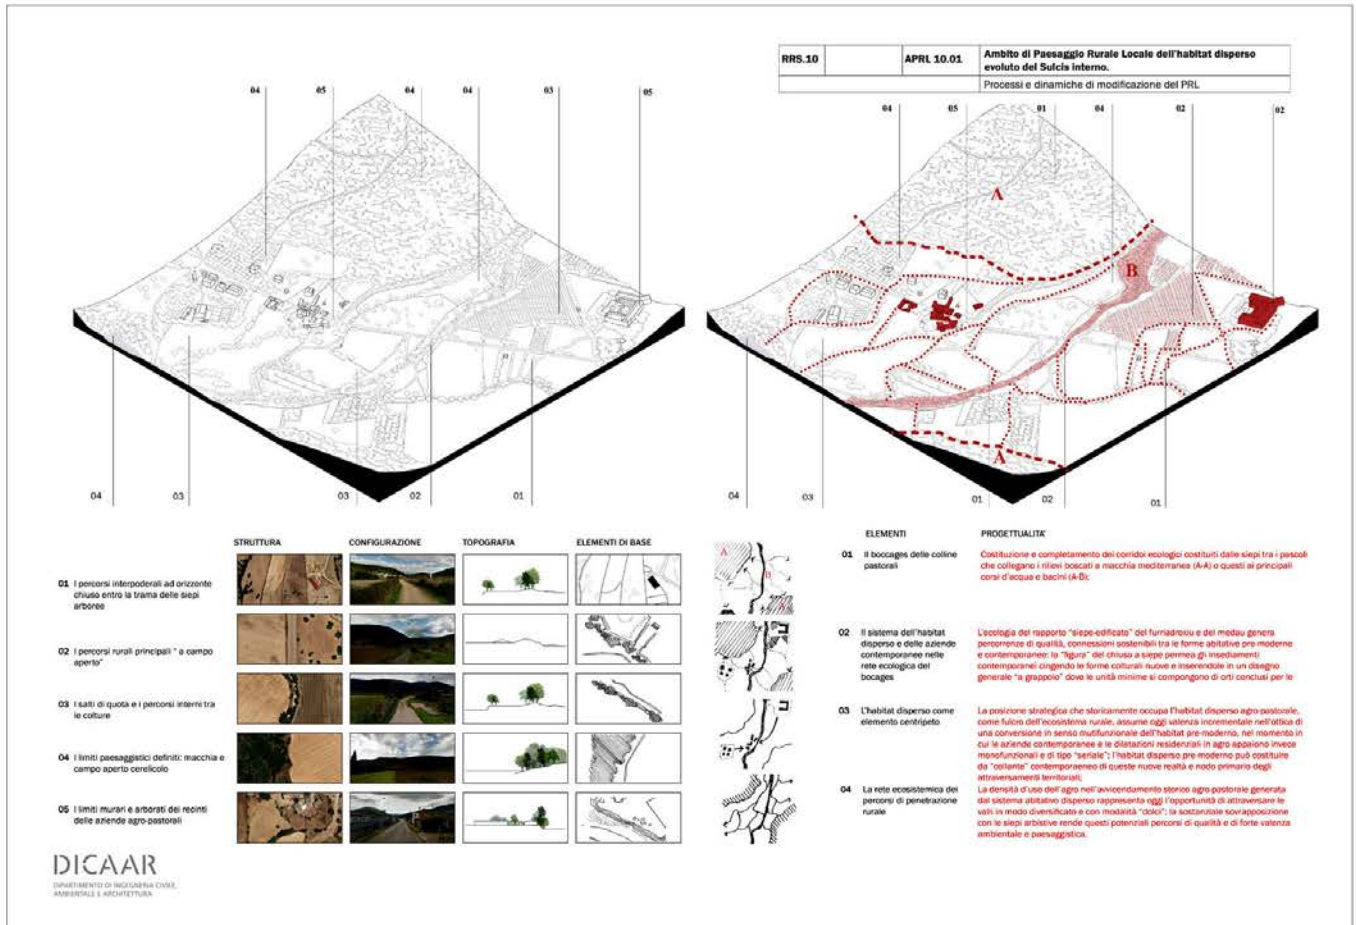 RRS.10
APRL 10.01
Ambito di Paesaggio Rurale Locale dell'habitat disperso
evoluto del Sulcis interno.
Processi e dinamiche di modificazione del PRL
04 05 04 04 03 05
04 05 01 04 02 02
A
B
A
04 03 03 02 01
04 03 01 02 01
STRUTTURA CONFIGURAZIONE TOPOGRAFIA ELEMENTI DI BASE
01 I percorsi interpoderali ad orizzonte
chiuso entro la trama delle siepi
arboree
02 I percorsi rurali principali " a campo
aperto"
03 I salti di quota e i percorsi interni tra
le colture
04 I limiti paesaggistici definiti: macchia e
campo aperto cerelicolo
05 I limiti murari e arborati dei recinti
delle aziende agro-pastorali
ELEMENTI PROGETTUALITA'
A
B
01 Il boccages delle colline
pastorali
Costituzione e completamento dei corridoi ecologici costituiti dalle siepi tra i pascoli
che collegano i rilievi boscati a macchia mediterranea (A-A) o questi ai principali
corsi d'acqua e bacini (A-B);
02 Il sistema dell'habitat
disperso e delle aziende
contemporanee nelle
rete ecologica del
bocages
L'ecologia del rapporto "siepe-edificato" del furriadroxiu e del medau genera
percorrenze di qualità, connessioni sostenibili tra le forme abitative pre-moderne
e contemporanee: la "figura" del chiuso a siepe permea gli insediamenti
contemporanei cingendo le forme colturali nuove e inserendole in un disegno
generale "a grappolo" dove le unità minime si compongono di orti conclusi per le
03 L'habitat disperso come
elemento centripeto
La posizione strategica che storicamente occupa l'habitat disperso agro-pastorale,
come fulcro dell'ecosistema rurale, assume oggi valenza incrementale nell'ottica di
una conversione in senso mutifunzionale dell'habitat pre-moderno, nel momento in
cui le aziende contemporanee e le dilatazioni residenziali in agro appaiono invece
monofunzionali e di tipo "seriale"; l'habitat disperso pre-moderno può costituire
da "collante" contemporaneo di queste nuove realtà e nodo primario degli
attraversamenti territoriali;
04 La rete ecosistemica dei
percorsi di penetrazione
rurale
La densità d'uso dell'agro nell'avvicendamento storico agro-pastorale generata
dal sistema abitativo disperso rappresenta oggi l'opportunità di attraversare le
valli in modo diversificato e con modalità "dolci"; la sostanziale sovrapposizione
con le siepi arbistive rende questi potenziali percorsi di qualità e di forte valenza
ambientale e paesaggistica.
DICAAR
DIPARTIMENTO DI INGEGNERIA CIVILE,
AMBIENTALE E ARCHITETTURA